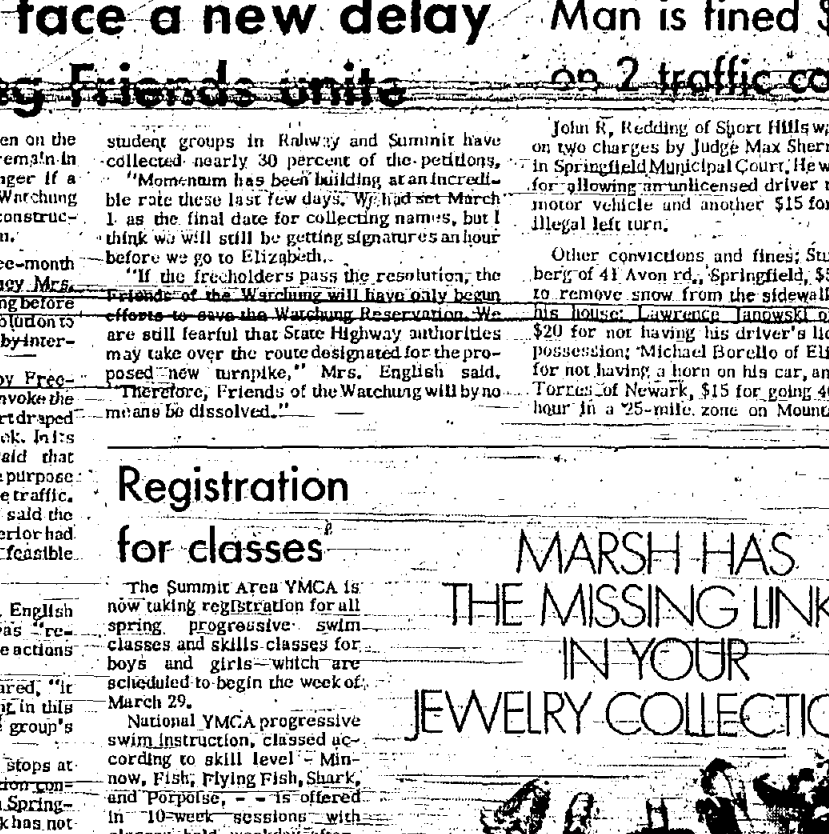 face a new delay
Friends unite
en on the
remain in
nger if a
Watchung
construc-
ee-month
ncy Mrs.
ng before
olution to
by inter-
by Free-
nvoke the
rt draped
ek. In its
said that
purpose
e traffic.
said the
erior had
feasible
English
as "re-
e actions
ared, "it
in this
group's
stops at
tion con-
Spring-
k has not
student groups in Rahway and Summit have
collected nearly 30 percent of the petitions.
"Momentum has been building at an incredi-
ble rate these last few days. We had set March
1 as the final date for collecting names, but I
think we will still be getting signatures an hour
before we go to Elizabeth.
"If the freeholders pass the resolution, the
Friends of the Watchung will have only begun
efforts to save the Watchung Reservation. We
are still fearful that State Highway authorities
may take over the route designated for the pro-
posed new turnpike," Mrs. English said.
Therefore, Friends of the Watchung will by no
means be dissolved."
Registration
for classes
The Summit Area YMCA is
now taking registration for all
spring progressive swim
classes and skills classes for
boys and girls which are
scheduled to begin the week of
March 29.
National YMCA progressive
swim instruction, classed ac-
cording to skill level - Min-
now, Fish, Flying Fish, Shark,
and Porpoise, - - is offered
in 10-week sessions with
Man is fined $
on 2 traffic co
John R. Redding of Short Hills w
on two charges by Judge Max Sherr
in Springfield Municipal Court. He w
for allowing an unlicensed driver
motor vehicle and another $15 for
illegal left turn.
Other convictions and fines: Stu
berg of 41 Avon rd., Springfield, $
to remove snow from the sidewal
his house; Lawrence Janowski o
$20 for not having his driver's lic
possession; Michael Borello of Eli
for not having a horn on his car, an
Torres of Newark, $15 for going 4
hour in a 25-mile zone on Mount
MARSH HAS
THE MISSING LINK
IN YOUR
JEWELRY COLLECTIO